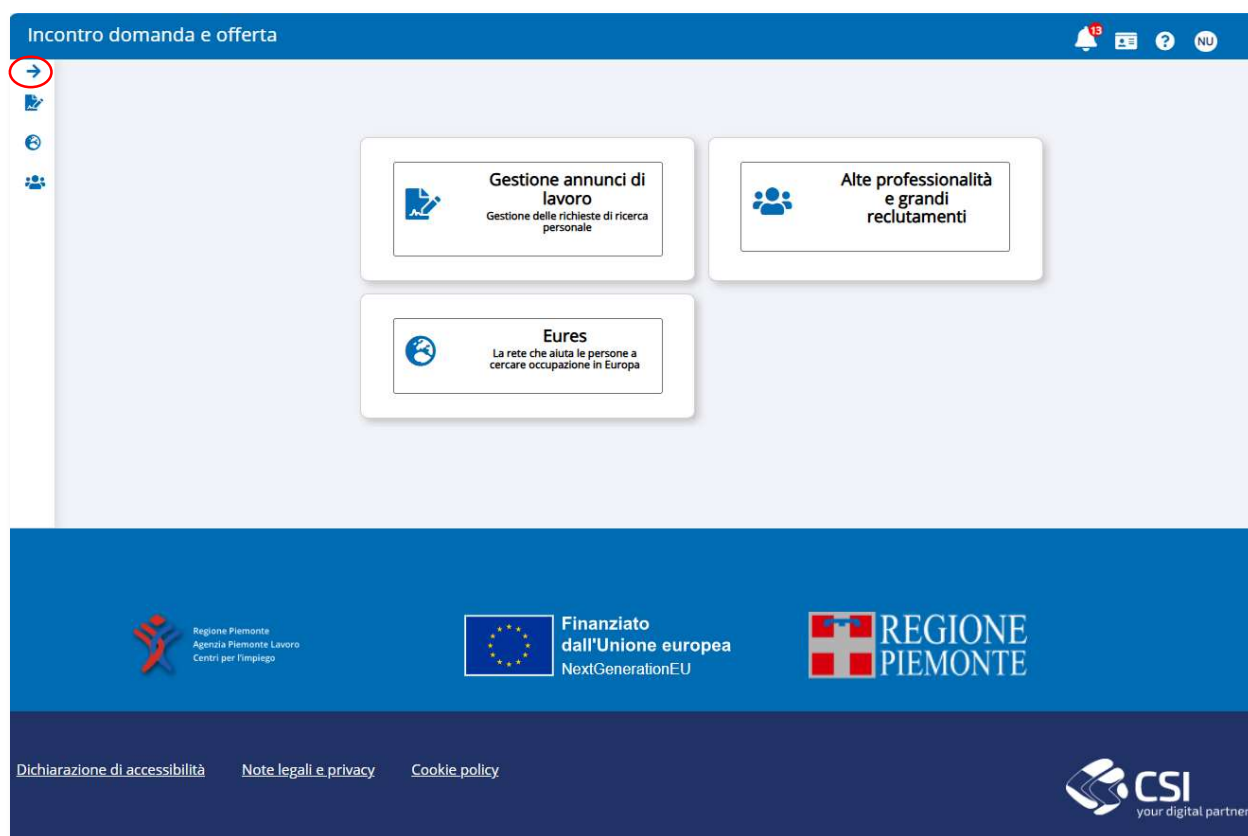 Incontro domanda e offerta
13
NU
Gestione annunci di
lavoro
Gestione delle richieste di ricerca
personale
Alte professionalità
e grandi
reclutamenti
Eures
La rete che aiuta le persone a
cercare occupazione in Europa
Regione Piemonte
Agenzia Piemonte Lavoro
Centri per l'impiego
Finanziato
dall'Unione europea
NextGenerationEU
REGIONE
PIEMONTE
Dichiarazione di accessibilità
Note legali e privacy
Cookie policy
CSI
your digital partner